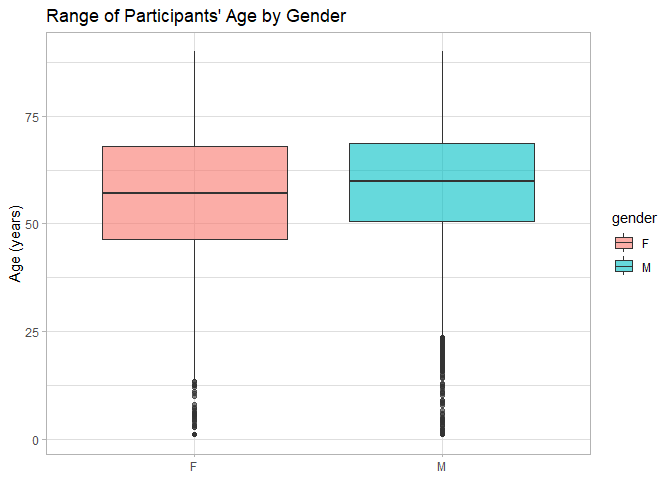 Range of Participants' Age by Gender
Age (years)
75
50
25
0
F
M
gender
F
M